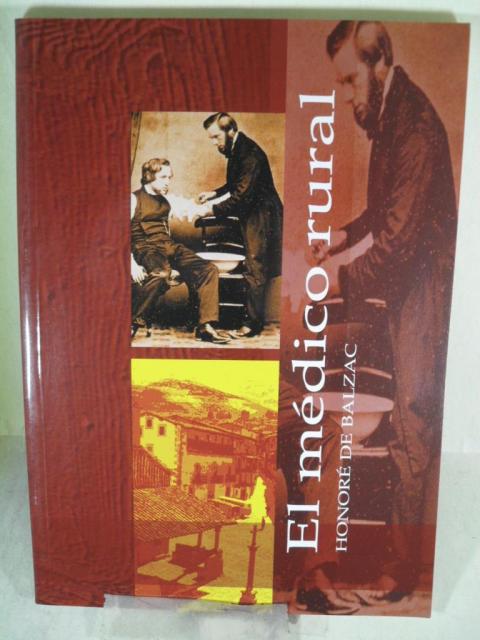 El médico rural
HONORÉ DE BALZAC